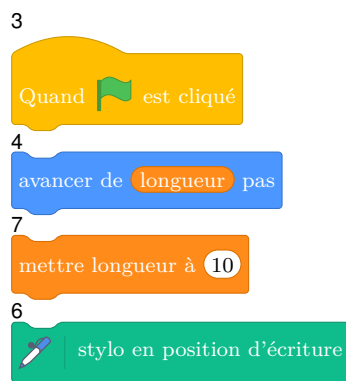 3
Quand est cliqué
4
avancer de longueur pas
7
mettre longueur à 10
6
stylo en position d'écriture